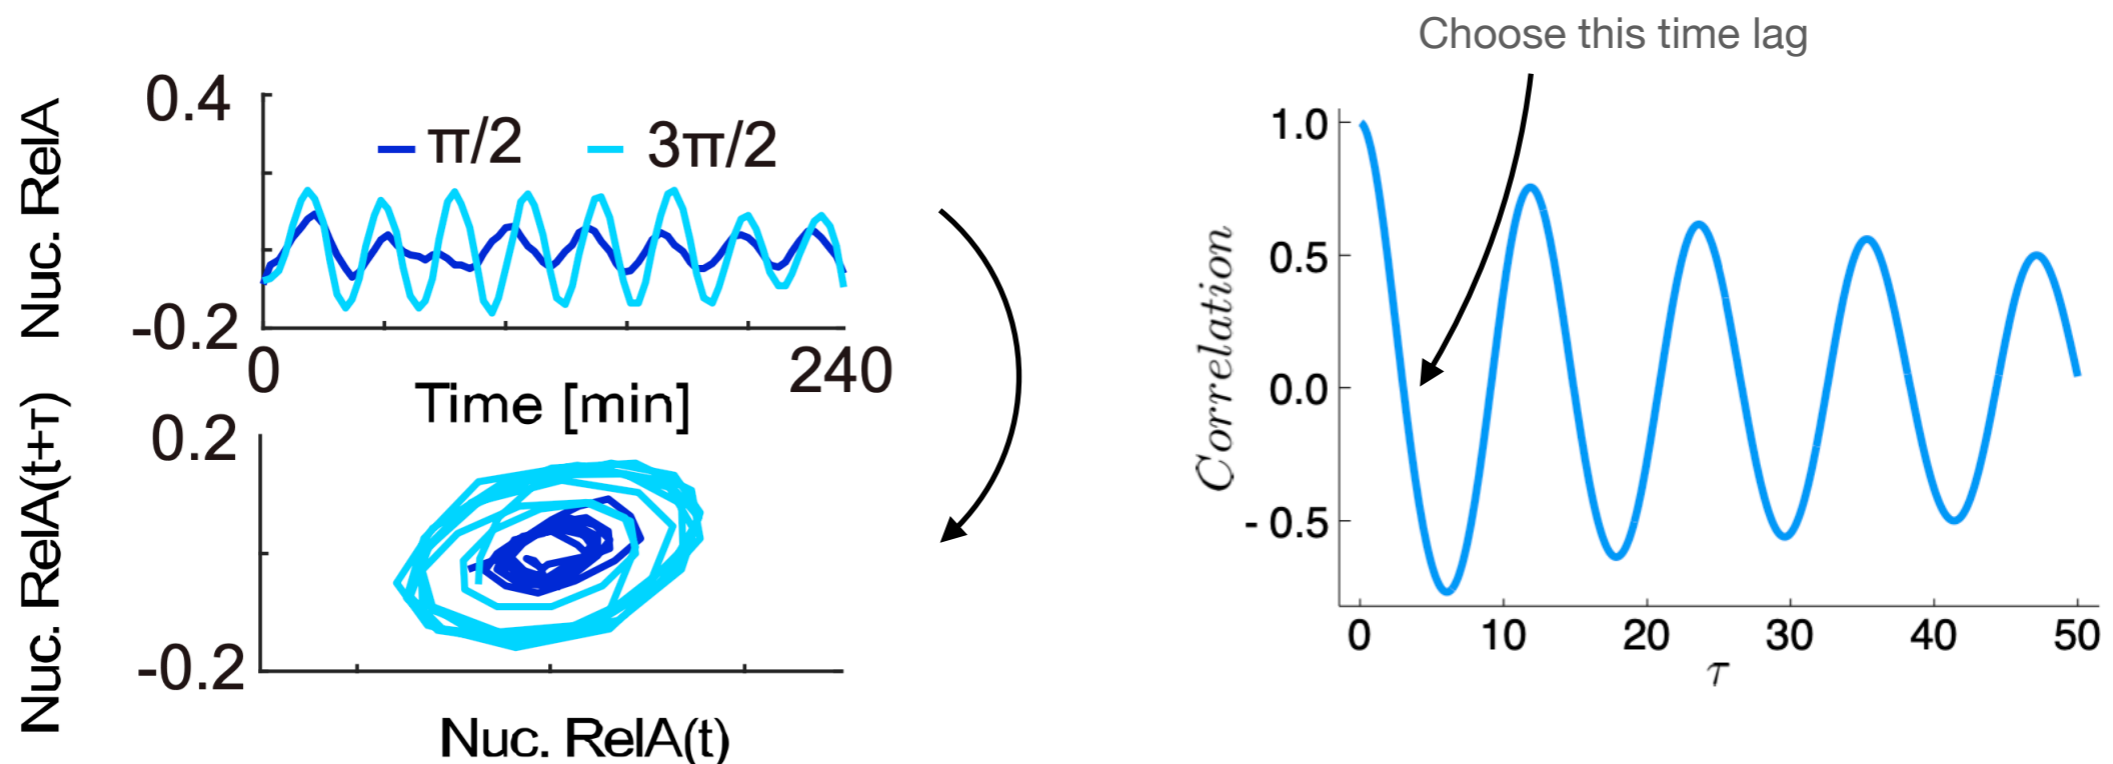 Choose this time lag
Nuc. RelA
0.4
π/2
3π/2
-0.2
0
240
Time [min]
Nuc. RelA(t+τ)
0.2
-0.2
Nuc. RelA(t)
Correlation
1.0
0.5
0.0
- 0.5
0 10 20 30 40 50
τ